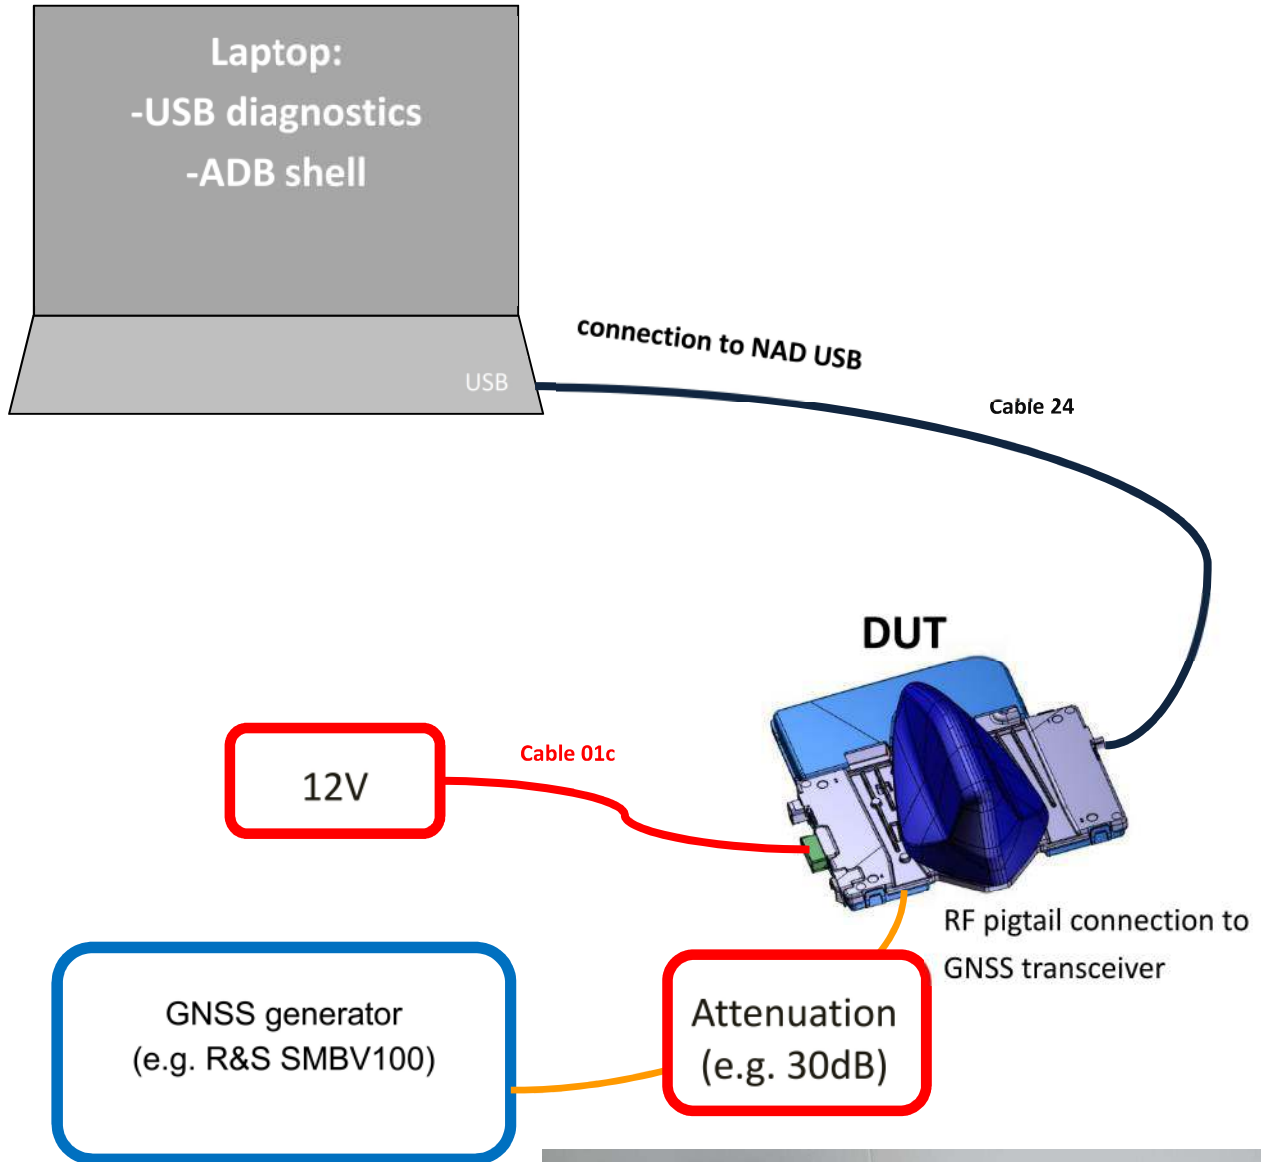 Laptop:
-USB diagnostics
-ADB shell
USB
connection to NAD USB
Cable 24
DUT
Cable 01c
12V
RF pigtail connection to
GNSS transceiver
GNSS generator
(e.g. R&S SMBV100)
Attenuation
(e.g. 30dB)